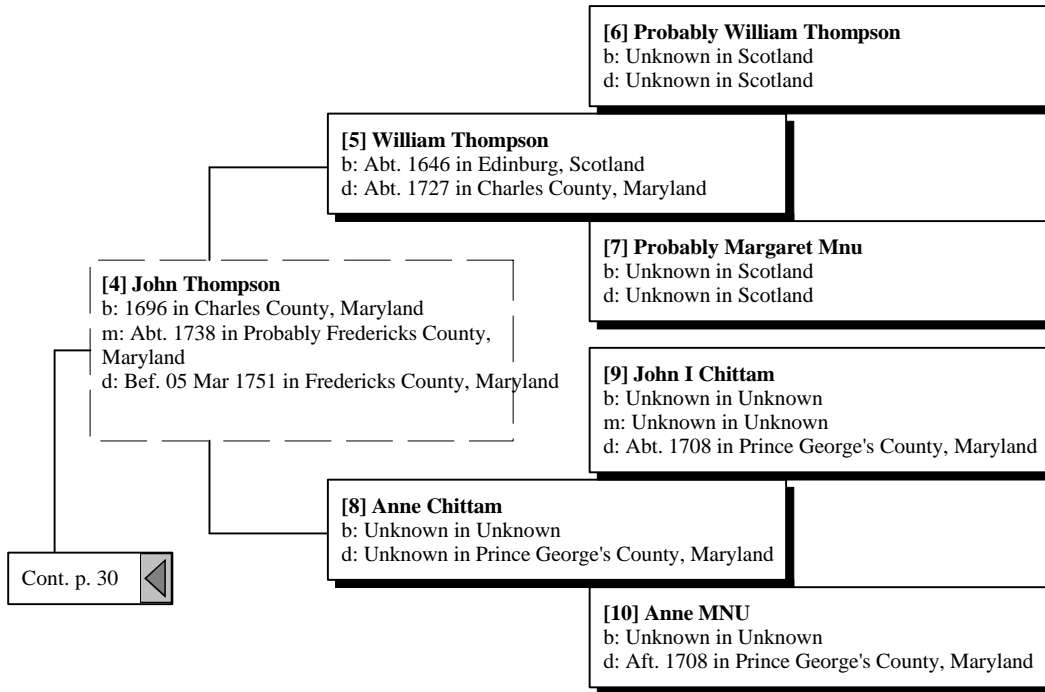 [6] Probably William Thompson
b: Unknown in Scotland
d: Unknown in Scotland
[5] William Thompson
b: Abt. 1646 in Edinburg, Scotland
d: Abt. 1727 in Charles County, Maryland
[7] Probably Margaret Mnu
b: Unknown in Scotland
d: Unknown in Scotland
[4] John Thompson
b: 1696 in Charles County, Maryland
m: Abt. 1738 in Probably Fredericks County,
Maryland
d: Bef. 05 Mar 1751 in Fredericks County, Maryland
[9] John I Chittam
b: Unknown in Unknown
m: Unknown in Unknown
d: Abt. 1708 in Prince George's County, Maryland
[8] Anne Chittam
b: Unknown in Unknown
d: Unknown in Prince George's County, Maryland
Cont. p. 30
[10] Anne MNU
b: Unknown in Unknown
d: Aft. 1708 in Prince George's County, Maryland